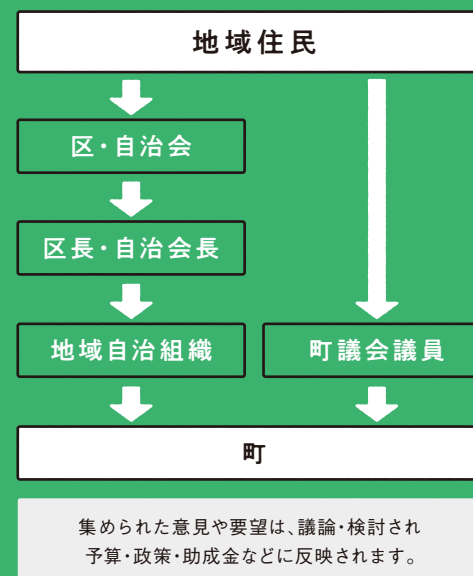 地域住民
区・自治会
区長・自治会長
地域自治組織
町議会議員
町
集められた意見や要望は、議論・検討され
予算・政策・助成金などに反映されます。